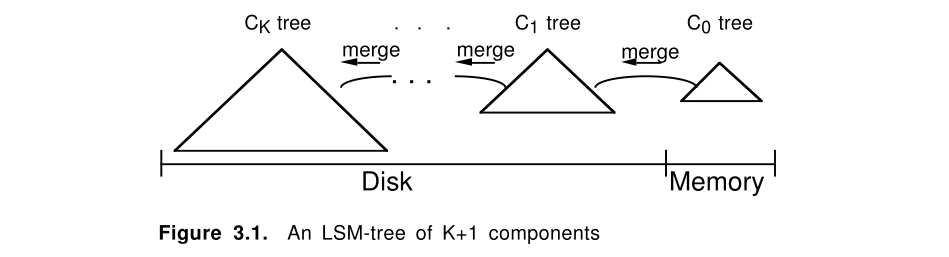 C_K tree . . . C_1 tree C_0 tree
merge merge merge
. . .
Disk Memory
Figure 3.1. An LSM-tree of K+1 components